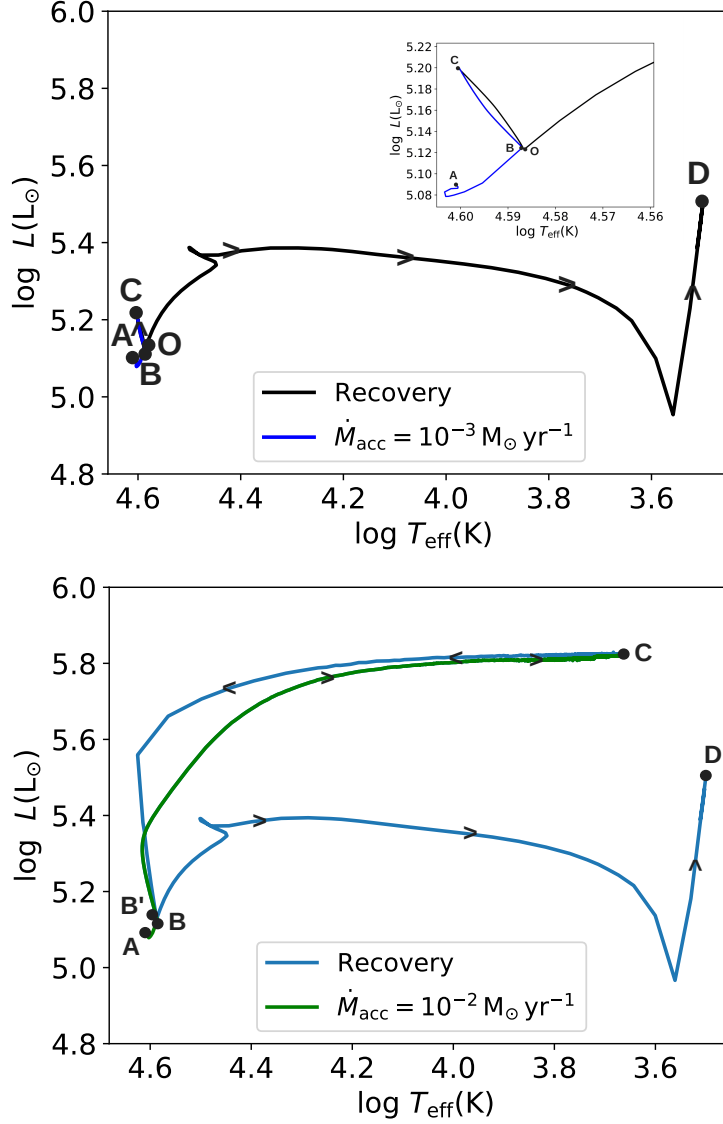 6.0
5.8
5.6
5.4
5.2
5.0
4.8
log L(L⊙)
4.6 4.4 4.2 4.0 3.8 3.6
log Teff(K)
C
A
B
O
D
5.22
5.20
5.18
5.16
5.14
5.12
5.10
5.08
log L(L⊙)
C
B
O
A
4.60 4.59 4.58 4.57 4.56
log Teff(K)
Recovery
Ṁacc = 10⁻³ M⊙ yr⁻¹
6.0
5.8
5.6
5.4
5.2
5.0
4.8
log L(L⊙)
C
D
B'
B
A
Recovery
Ṁacc = 10⁻² M⊙ yr⁻¹
4.6 4.4 4.2 4.0 3.8 3.6
log Teff(K)